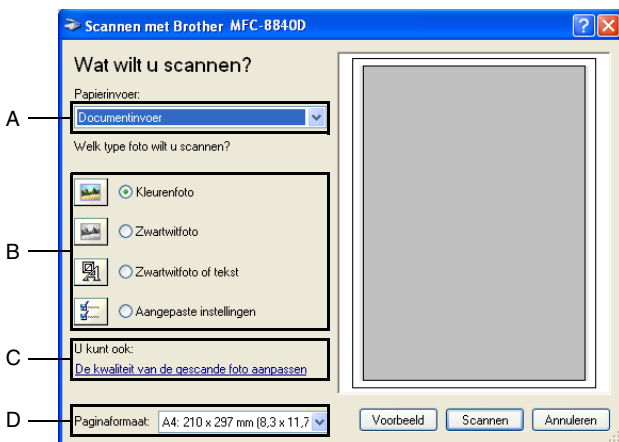 Scannen met Brother MFC-8840D
Wat wilt u scannen?
Papierinvoer:
A
Documentinvoer
Welk type foto wilt u scannen?
B
Kleurenfoto
Zwartwitfoto
Zwartwitfoto of tekst
Aangepaste instellingen
C
U kunt ook:
De kwaliteit van de gescande foto aanpassen
D
Paginaformaat: A4: 210 x 297 mm (8,3 x 11,7
Voorbeeld Scannen Annuleren